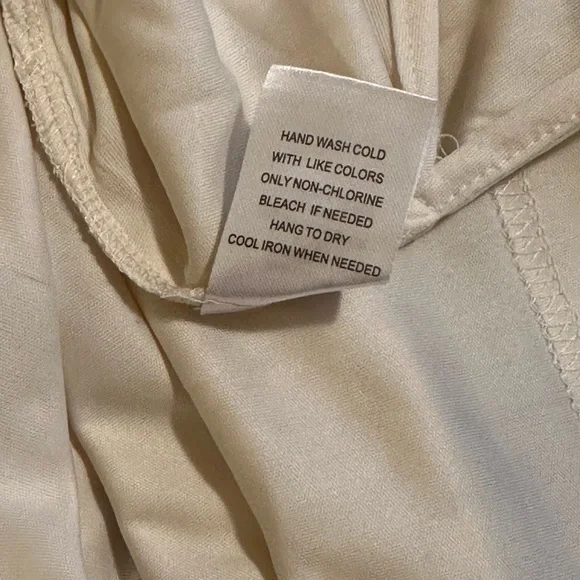 HAND WASH COLD
WITH LIKE COLORS
ONLY NON-CHLORINE
BLEACH IF NEEDED
HANG TO DRY
COOL IRON WHEN NEEDED